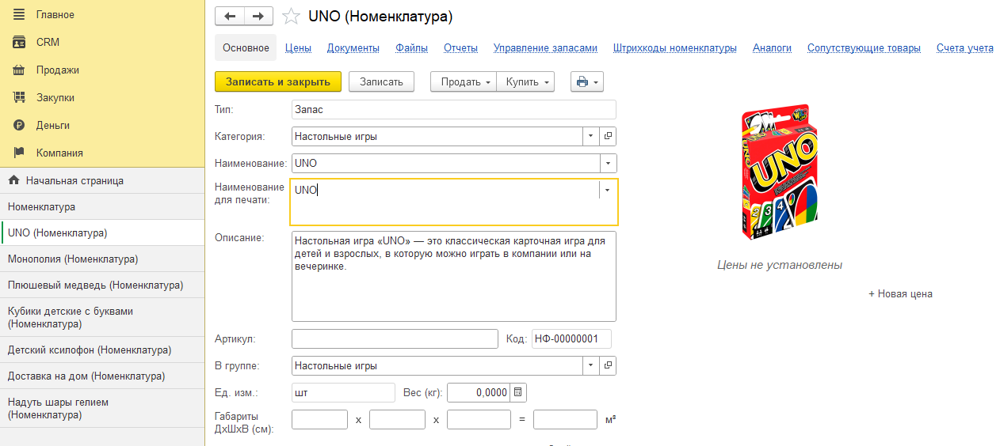 Главное
CRM
Продажи
Закупки
Деньги
Компания
Начальная страница
Номенклатура
UNO (Номенклатура)
Монополия (Номенклатура)
Плюшевый медведь (Номенклатура)
Кубики детские с буквами
(Номенклатура)
Детский ксилофон (Номенклатура)
Доставка на дом (Номенклатура)
Надуть шары гелием
(Номенклатура)
UNO (Номенклатура)
Основное Цены Документы Файлы Отчеты Управление запасами Штрихкоды номенклатуры Аналоги Сопутствующие товары Счета учета
Записать и закрыть Записать Продать Купить
Тип: Запас
Категория: Настольные игры
Наименование: UNO
Наименование
для печати: UNO
Описание: Настольная игра «UNO» — это классическая карточная игра для
детей и взрослых, в которую можно играть в компании или на
вечеринке.
Артикул: Код: НФ-00000001
В группе: Настольные игры
Ед. изм.: шт Вес (кг): 0,0000
Габариты
ДхШхВ (см): х х = м³
UNO
UNO
2 3 4
Цены не установлены
+ Новая цена